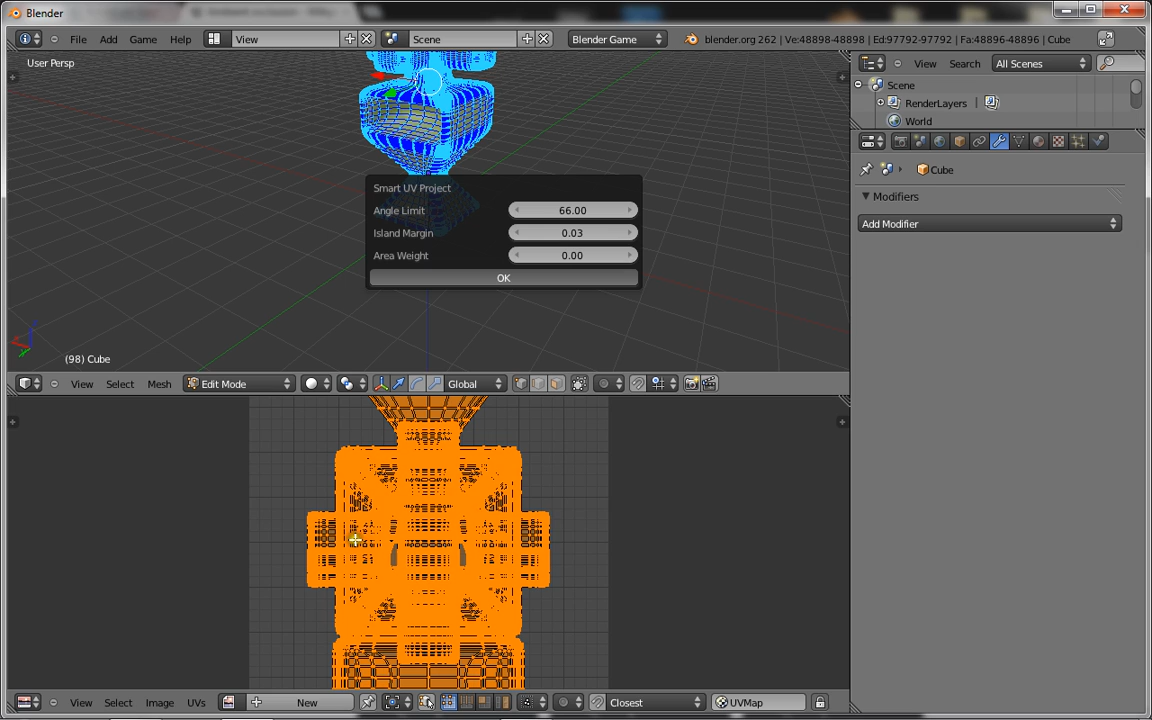 Blender
File Add Game Help View Scene Blender Game blender.org 262 | Ve:48898-48898 | Ed:97792-97792 | Fa:48896-48896 | Cube
User Persp
View Search All Scenes
Scene
RenderLayers
World
Cube
Modifiers
Add Modifier
Smart UV Project
Angle Limit 66.00
Island Margin 0.03
Area Weight 0.00
OK
(98) Cube
View Select Mesh Edit Mode Global
View Select Image UVs New Closest UVMap